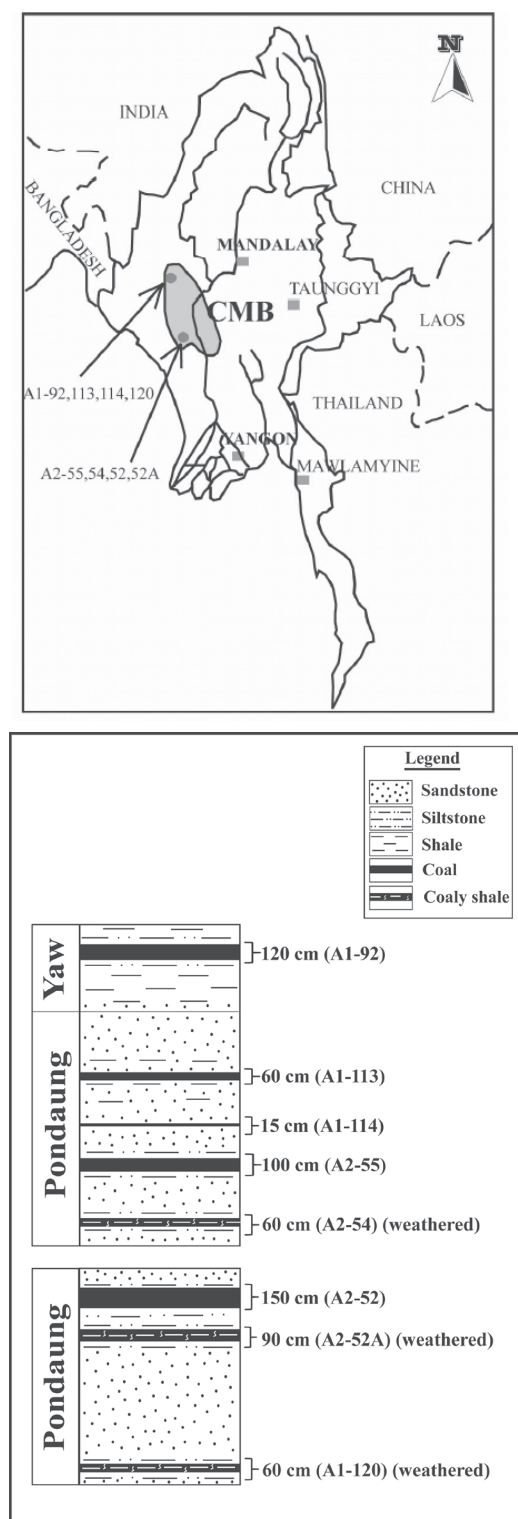 N
INDIA
CHINA
BANGLADESH
MANDALAY
TAUNGGYI
CMB
LAOS
A1-92,113,114,120
THAILAND
YANGON
A2-55,54,52,52A
MAWLAMYINE
Legend
Sandstone
Siltstone
Shale
Coal
Coaly shale
Yaw
120 cm (A1-92)
Pondaung
60 cm (A1-113)
15 cm (A1-114)
100 cm (A2-55)
60 cm (A2-54) (weathered)
Pondaung
150 cm (A2-52)
90 cm (A2-52A) (weathered)
60 cm (A1-120) (weathered)